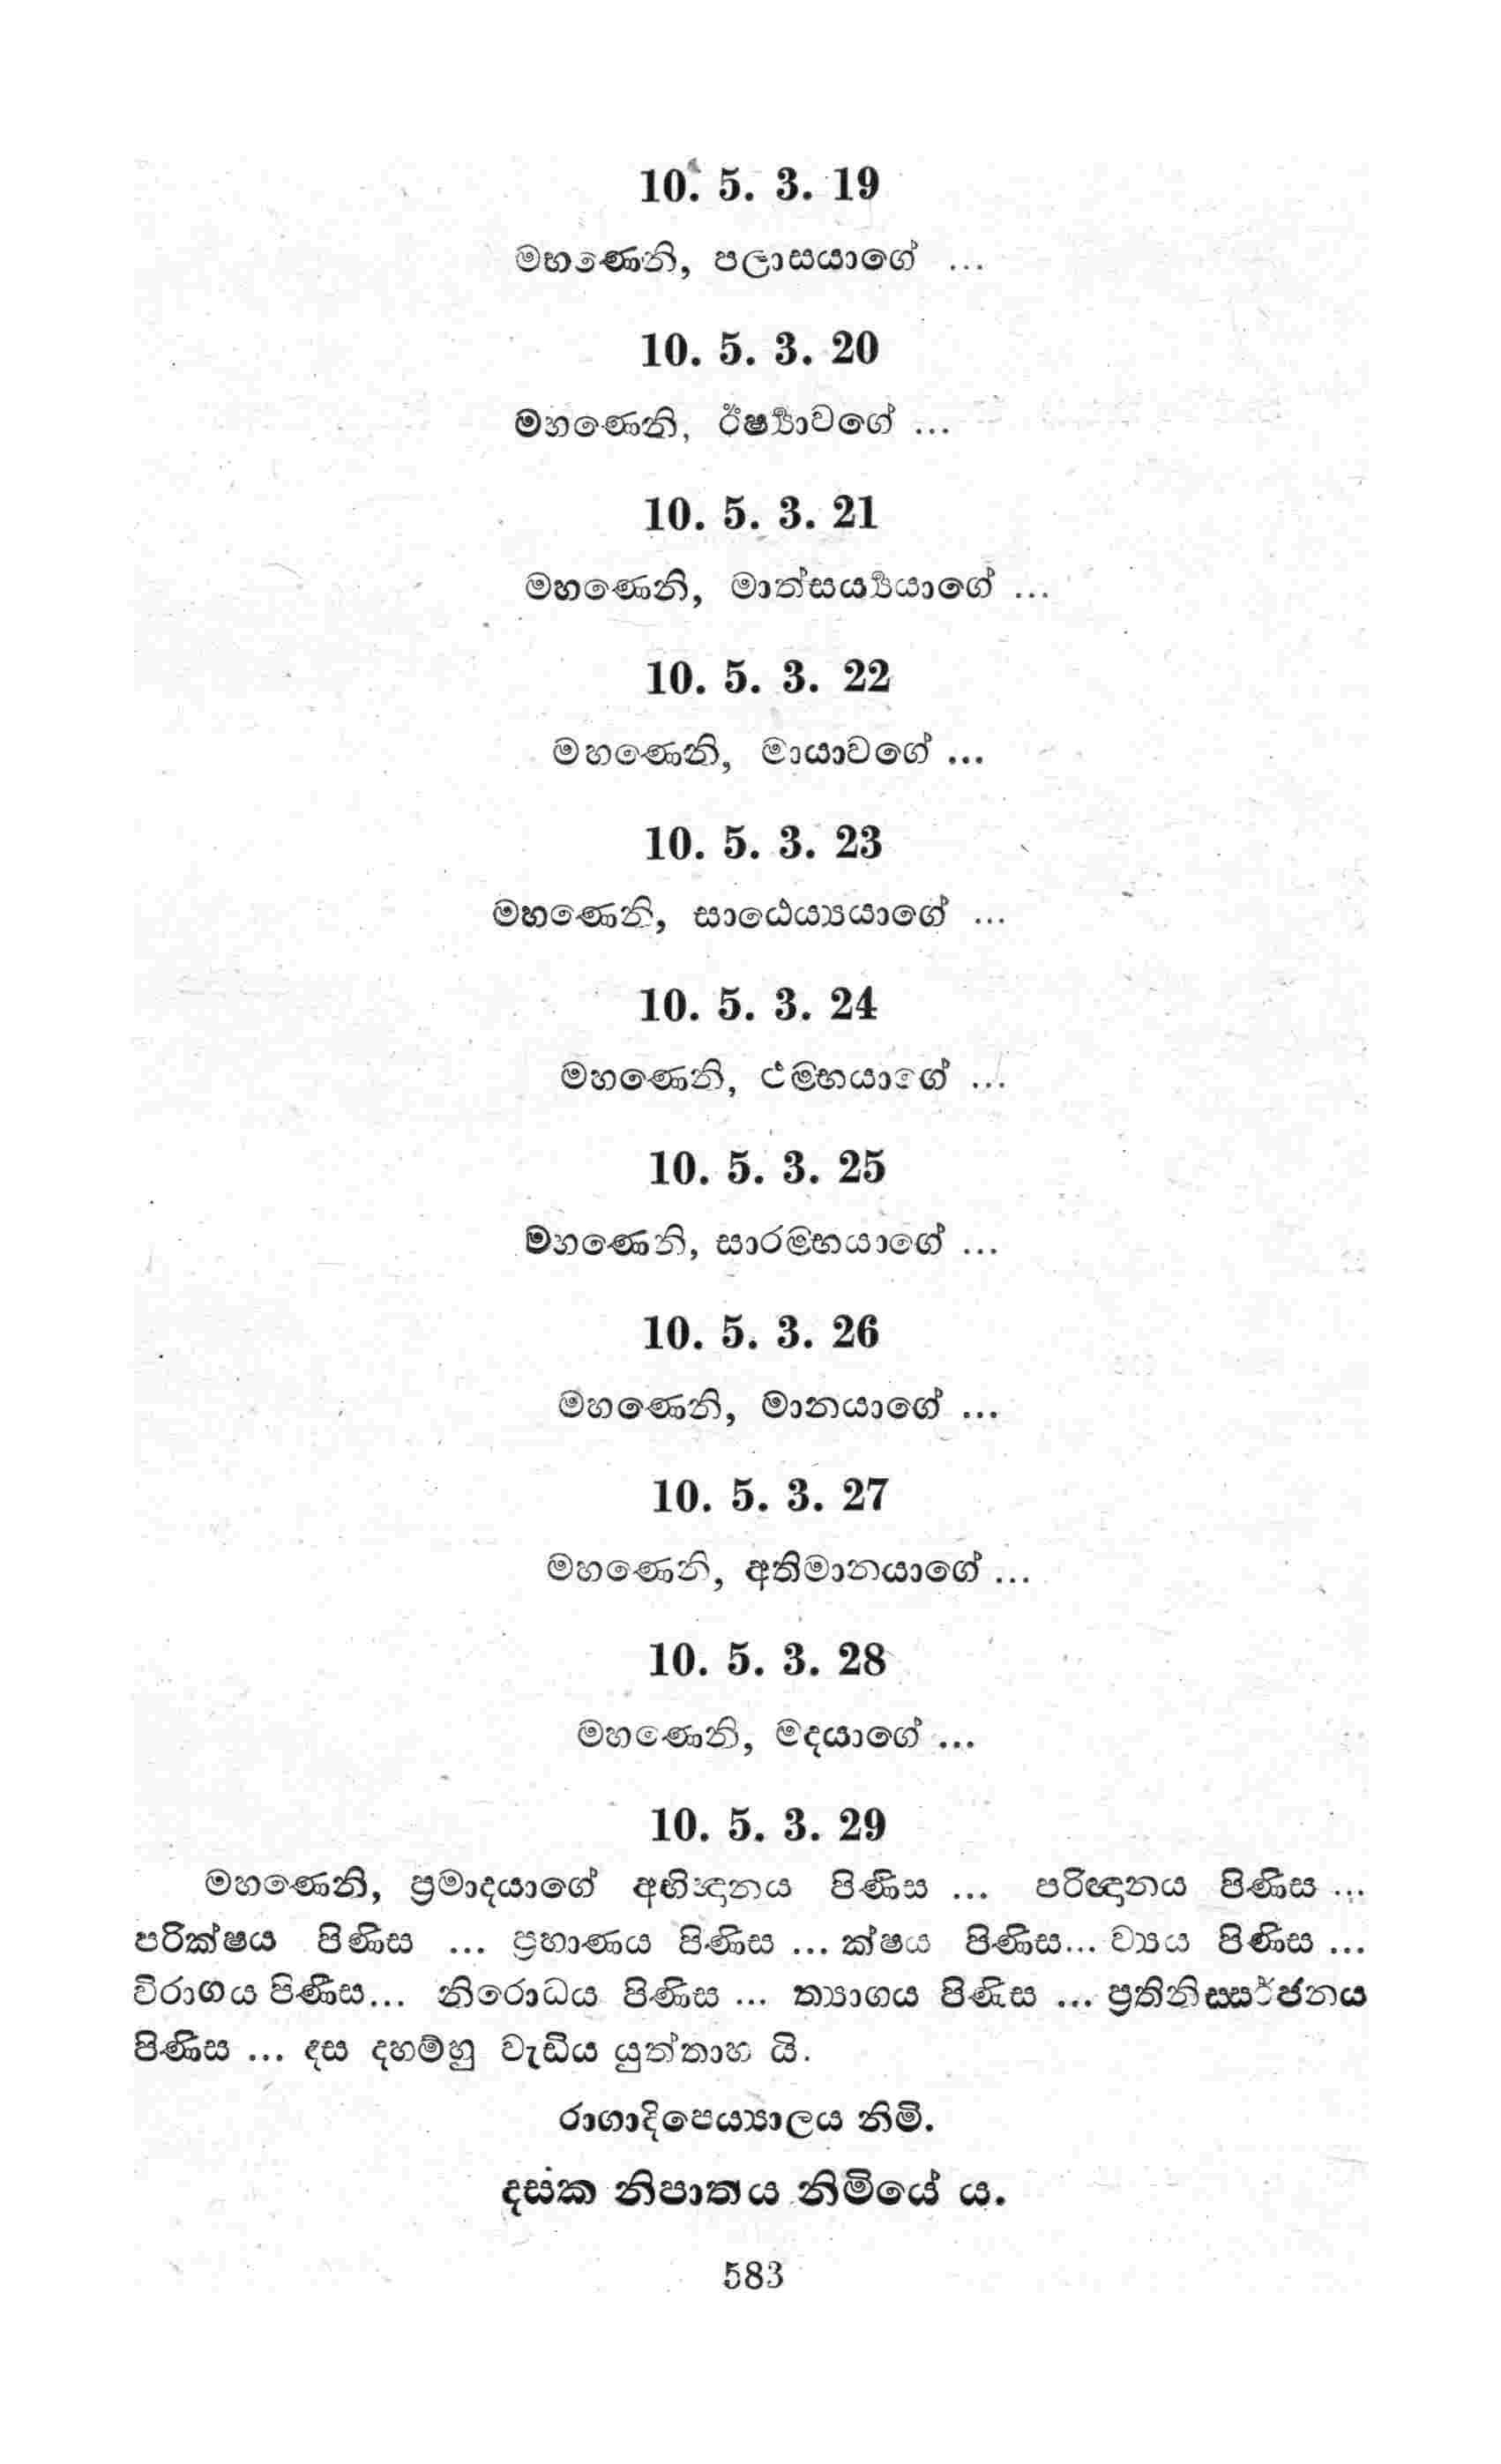 10. 5. 3. 19
මහණෙනි, පලාසයාගේ ...
10. 5. 3. 20
මහණෙනි, ඊර්ෂ්‍යාවගේ ...
10. 5. 3. 21
මහණෙනි, මාත්සර්‍ය්‍යයාගේ ...
10. 5. 3. 22
මහණෙනි, මායාවගේ ...
10. 5. 3. 23
මහණෙනි, සාඨෙය්‍යයාගේ ...
10. 5. 3. 24
මහණෙනි, ථම්භයාගේ ...
10. 5. 3. 25
මහණෙනි, සාරම්භයාගේ ...
10. 5. 3. 26
මහණෙනි, මානයාගේ ...
10. 5. 3. 27
මහණෙනි, අතිමානයාගේ ...
10. 5. 3. 28
මහණෙනි, මදයාගේ ...
10. 5. 3. 29
මහණෙනි, ප්‍රමාදයාගේ අභිඥානය පිණිස ... පරිඥානය පිණිස ...
පරික්ෂය පිණිස ... ප්‍රහාණය පිණිස ... ක්ෂය පිණිස... ව්‍යය පිණිස ...
විරාගය පිණිස... නිරොධය පිණිස ... ත්‍යාගය පිණිස ... ප්‍රතිනිස්සර්ජනය
පිණිස ... දස දහම්හු වැඩිය යුත්තාහ යි.
රාගාදිපෙය්‍යාලය නිමි.
දසක නිපාතය නිමියේ ය.
583